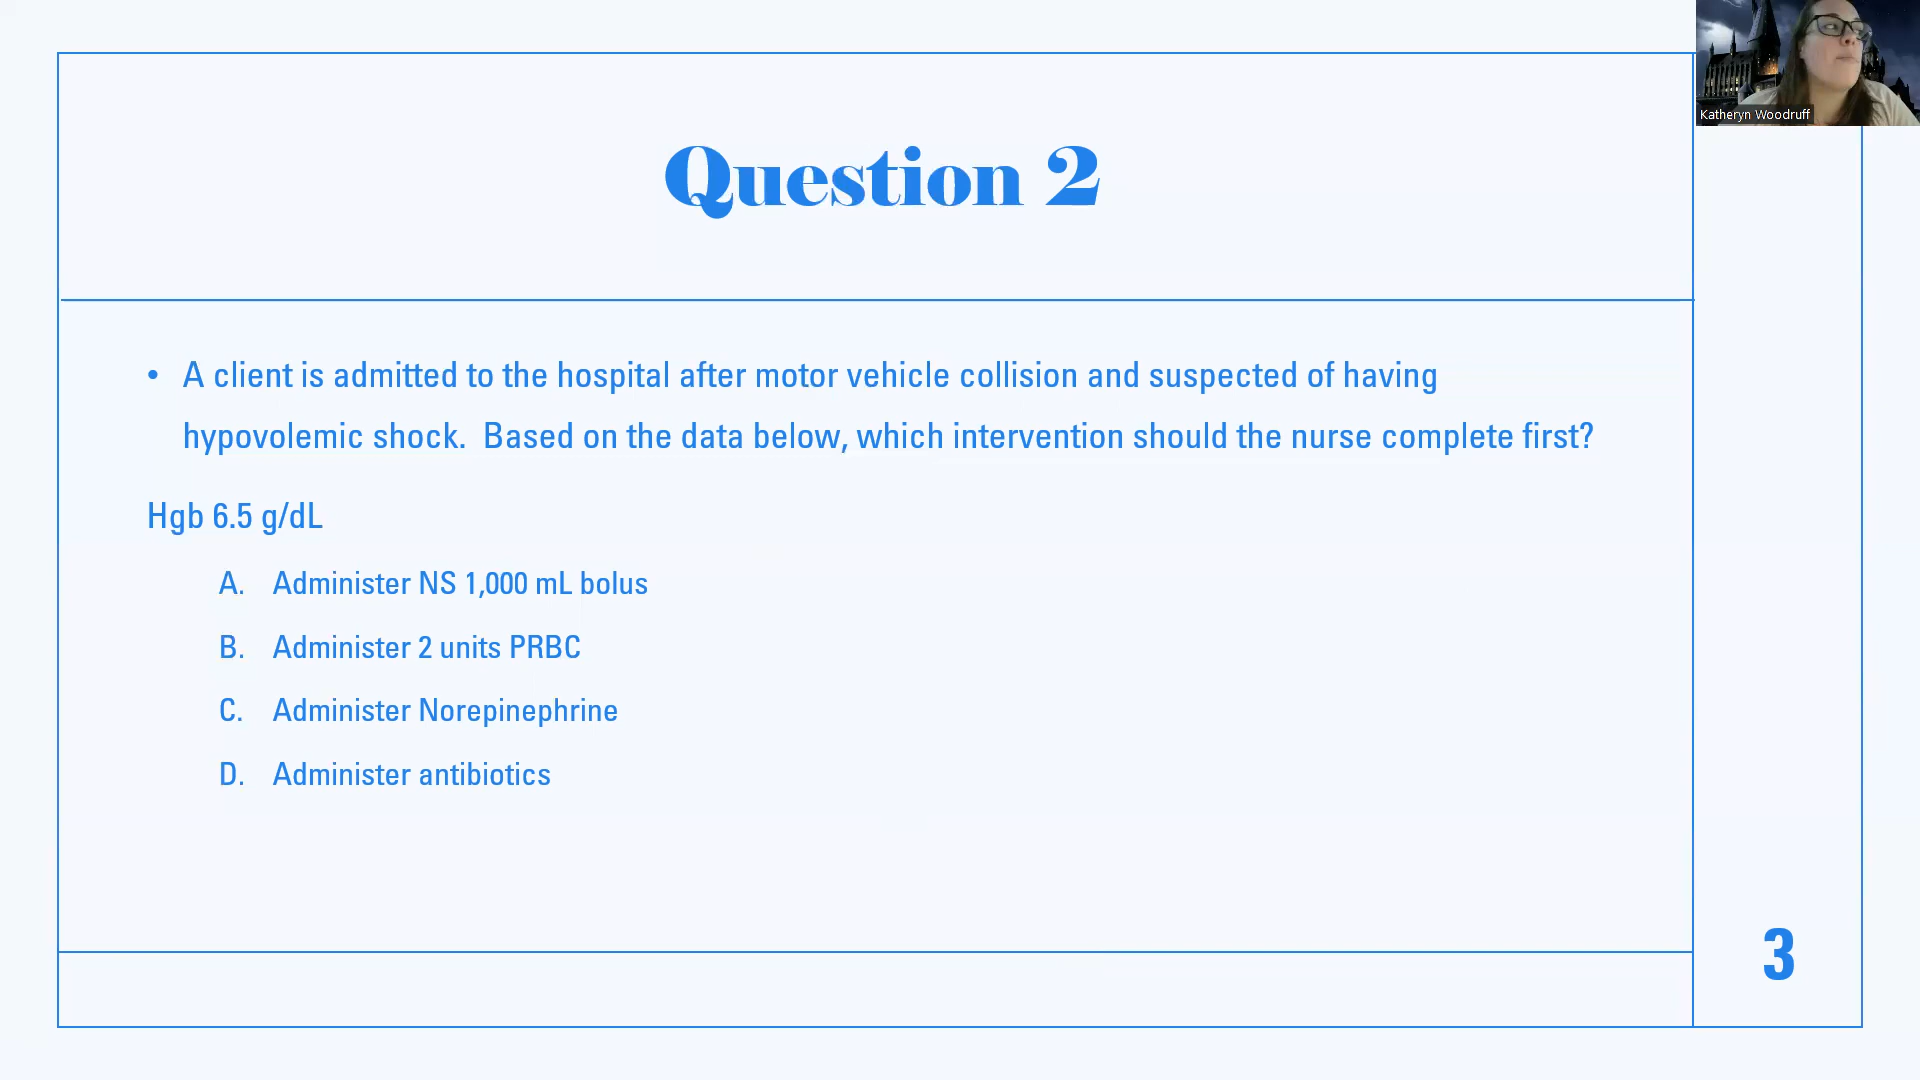 Katheryn Woodruff
Question 2
• A client is admitted to the hospital after motor vehicle collision and suspected of having
hypovolemic shock.  Based on the data below, which intervention should the nurse complete first?
Hgb 6.5 g/dL
A. Administer NS 1,000 mL bolus
B. Administer 2 units PRBC
C. Administer Norepinephrine
D. Administer antibiotics
3